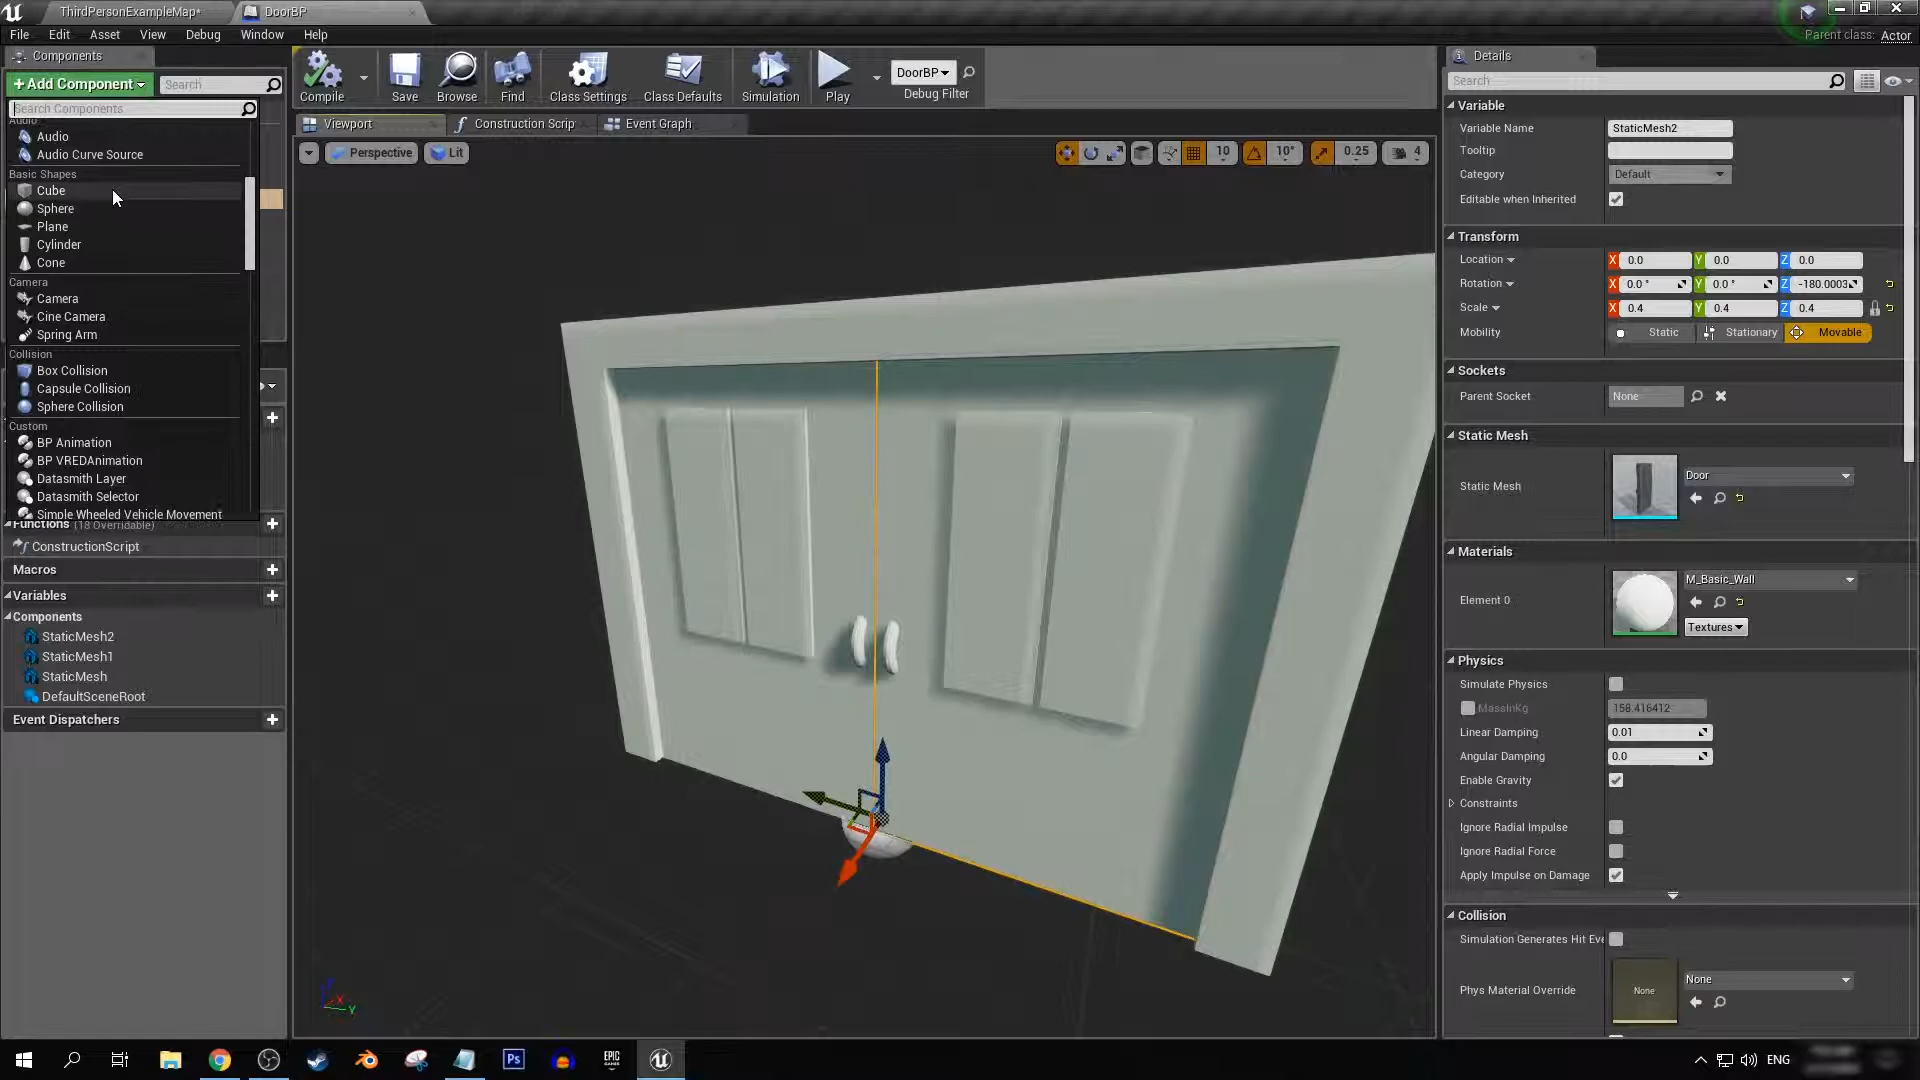 ThirdPersonExampleMap*
DoorBP
File
Edit
Asset
View
Debug
Window
Help
Parent class:
Actor
Components
+Add Component
Search
Search Components
Audio
Audio
Audio Curve Source
Basic Shapes
Cube
Sphere
Plane
Cylinder
Cone
Camera
Camera
Cine Camera
Spring Arm
Collision
Box Collision
Capsule Collision
Sphere Collision
Custom
BP Animation
BP VREDAnimation
Datasmith Layer
Datasmith Selector
Simple Wheeled Vehicle Movement
Functions (18 Overridable)
ConstructionScript
Macros
Variables
Components
StaticMesh2
StaticMesh1
StaticMesh
DefaultSceneRoot
Event Dispatchers
Compile
Save
Browse
Find
Class Settings
Class Defaults
Simulation
Play
DoorBP
Debug Filter
Viewport
Construction Scrip
Event Graph
Perspective
Lit
10
10°
0.25
4
Z
X
Y
Details
Search
Variable
Variable Name
StaticMesh2
Tooltip
Category
Default
Editable when Inherited
Transform
Location
X 0.0 Y 0.0 Z 0.0
Rotation
X 0.0 ° Y 0.0 ° Z -180.0003
Scale
X 0.4 Y 0.4 Z 0.4
Mobility
Static
Stationary
Movable
Sockets
Parent Socket
None
Static Mesh
Static Mesh
Door
Materials
Element 0
M_Basic_Wall
Textures
Physics
Simulate Physics
MassInKg
158.416412
Linear Damping
0.01
Angular Damping
0.0
Enable Gravity
Constraints
Ignore Radial Impulse
Ignore Radial Force
Apply Impulse on Damage
Collision
Simulation Generates Hit Eve
Phys Material Override
None
None
Ps
EPIC
GAMES
ENG